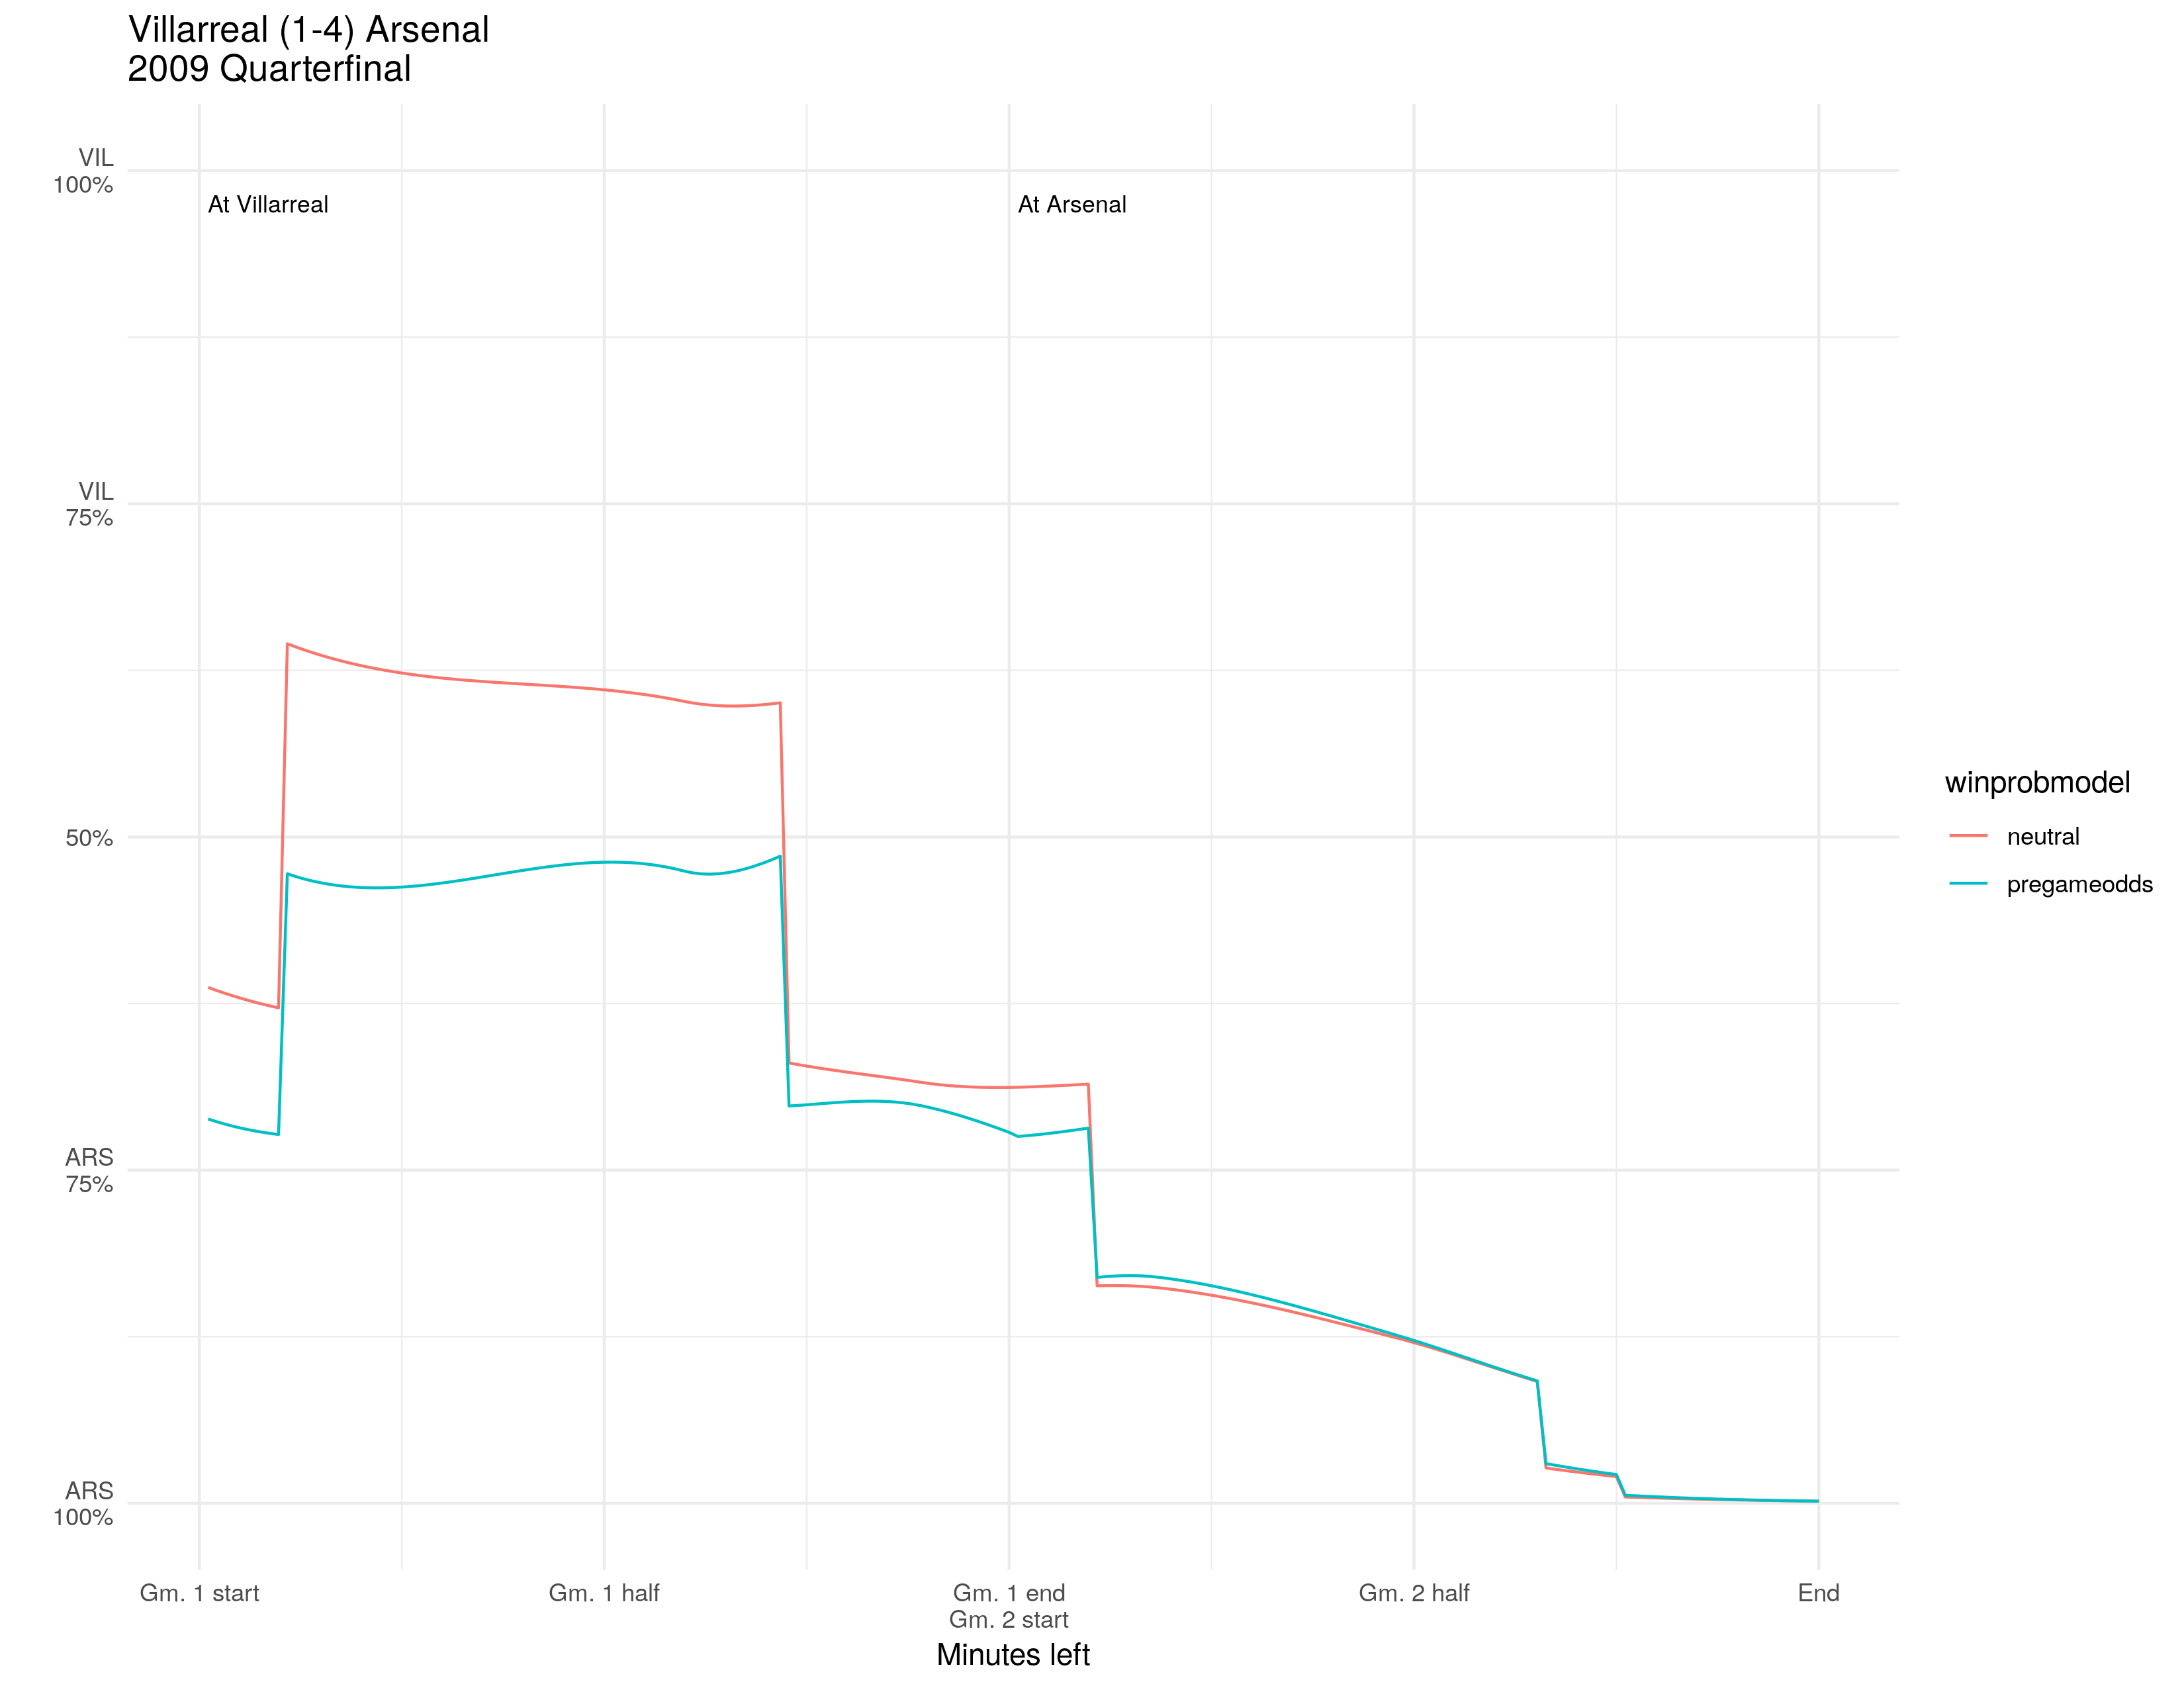 Villarreal (1-4) Arsenal
2009 Quarterfinal
VIL
100%
At Villarreal
At Arsenal
VIL
75%
50%
ARS
75%
ARS
100%
winprobmodel
neutral
pregameodds
Gm. 1 start
Gm. 1 half
Gm. 1 end
Gm. 2 start
Gm. 2 half
End
Minutes left